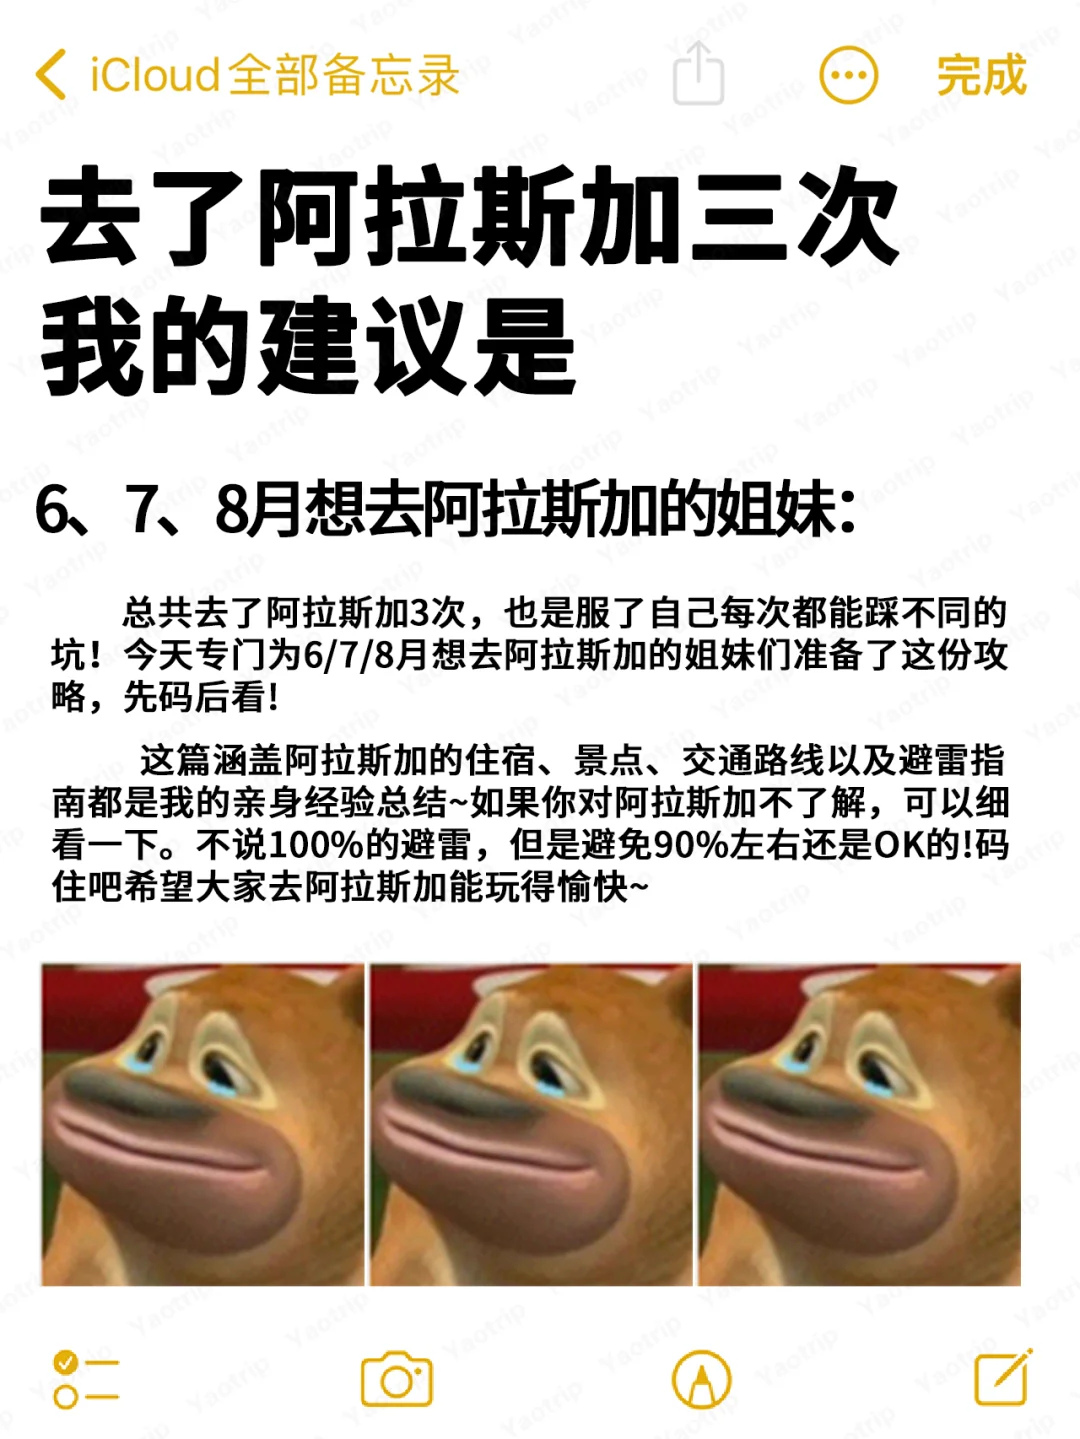 iCloud全部备忘录
完成
去了阿拉斯加三次
我的建议是
6、7、8月想去阿拉斯加的姐妹：
总共去了阿拉斯加3次，也是服了自己每次都能踩不同的
坑！今天专门为6/7/8月想去阿拉斯加的姐妹们准备了这份攻
略，先码后看！
这篇涵盖阿拉斯加的住宿、景点、交通路线以及避雷指
南都是我的亲身经验总结~如果你对阿拉斯加不了解，可以细
看一下。不说100%的避雷，但是避免90%左右还是OK的!码
住吧希望大家去阿拉斯加能玩得愉快~
Yaotrip